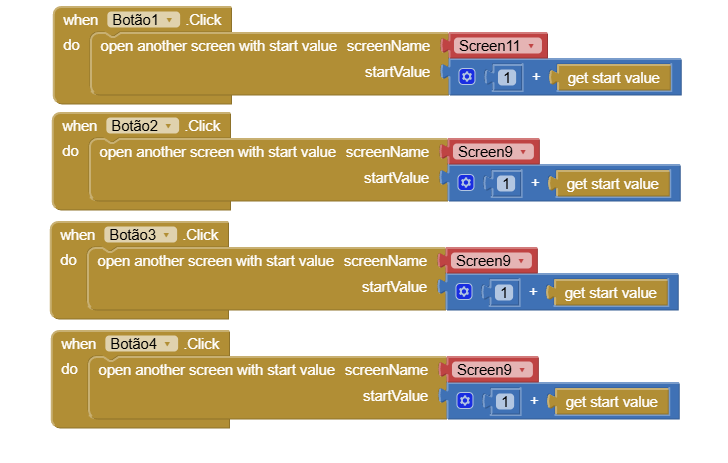 when Botão1 .Click
do open another screen with start value screenName Screen11
startValue 1 + get start value
when Botão2 .Click
do open another screen with start value screenName Screen9
startValue 1 + get start value
when Botão3 .Click
do open another screen with start value screenName Screen9
startValue 1 + get start value
when Botão4 .Click
do open another screen with start value screenName Screen9
startValue 1 + get start value